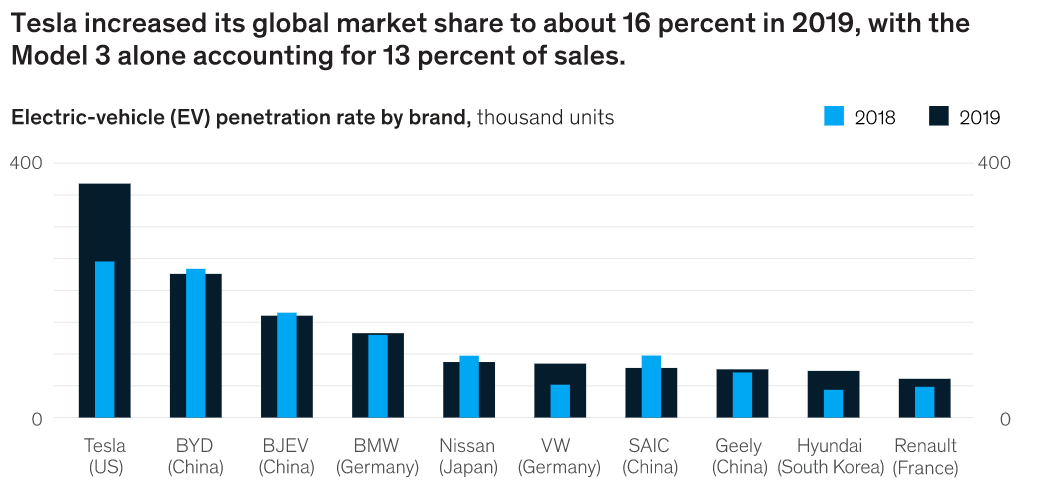 Tesla increased its global market share to about 16 percent in 2019, with the
Model 3 alone accounting for 13 percent of sales.
Electric-vehicle (EV) penetration rate by brand, thousand units
2018
2019
400
400
0
0
Tesla
(US)
BYD
(China)
BJEV
(China)
BMW
(Germany)
Nissan
(Japan)
VW
(Germany)
SAIC
(China)
Geely
(China)
Hyundai
(South Korea)
Renault
(France)